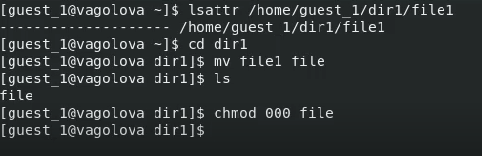 [guest_1@vagolova ~]$ lsattr /home/guest_1/dir1/file1
-------------------- /home/guest_1/dir1/file1
[guest_1@vagolova ~]$ cd dir1
[guest_1@vagolova dir1]$ mv file1 file
[guest_1@vagolova dir1]$ ls
file
[guest_1@vagolova dir1]$ chmod 000 file
[guest_1@vagolova dir1]$